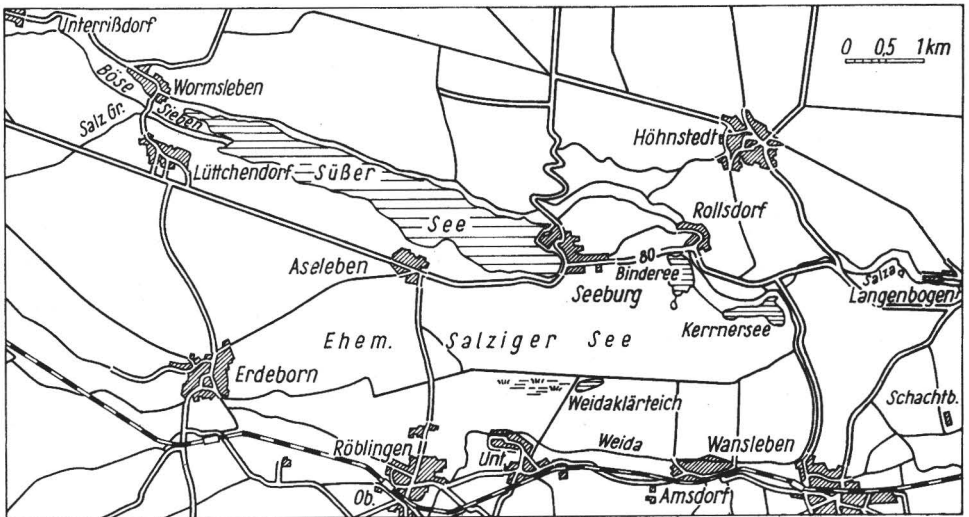 Unterrißdorf
0 0,5 1km
BÖSE
Wormsleben
Sieben
Salz Gr.
Höhnstedt
Lüttchendorf
Süßer
Rollsdorf
See
80
Aseleben
Bindersee
Seeburg
Salza
Langenbogen
Kerrnersee
Ehem. Salziger See
Erdeborn
Weidaklärteich
Schachtb.
Röblingen
Unt.
Weida
Wansleben
Ob.
Amsdorf